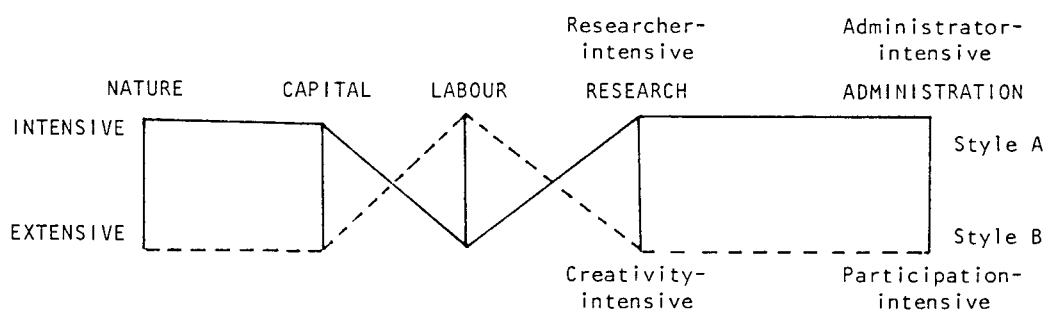 Researcher-
intensive
Administrator-
intensive
NATURE CAPITAL LABOUR RESEARCH ADMINISTRATION
INTENSIVE
Style A
EXTENSIVE
Style B
Creativity-
intensive
Participation-
intensive